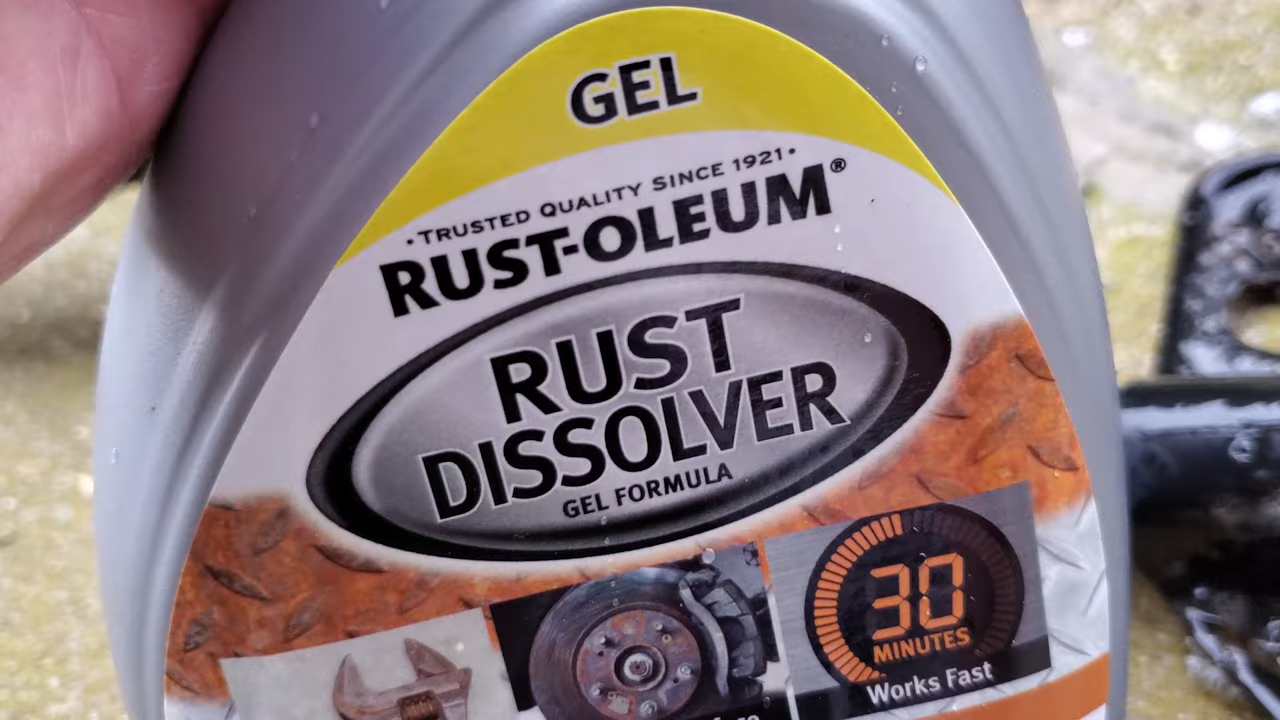 GEL
• TRUSTED QUALITY SINCE 1921 •
RUST-OLEUM®
RUST
DISSOLVER
GEL FORMULA
30
MINUTES
Works Fast